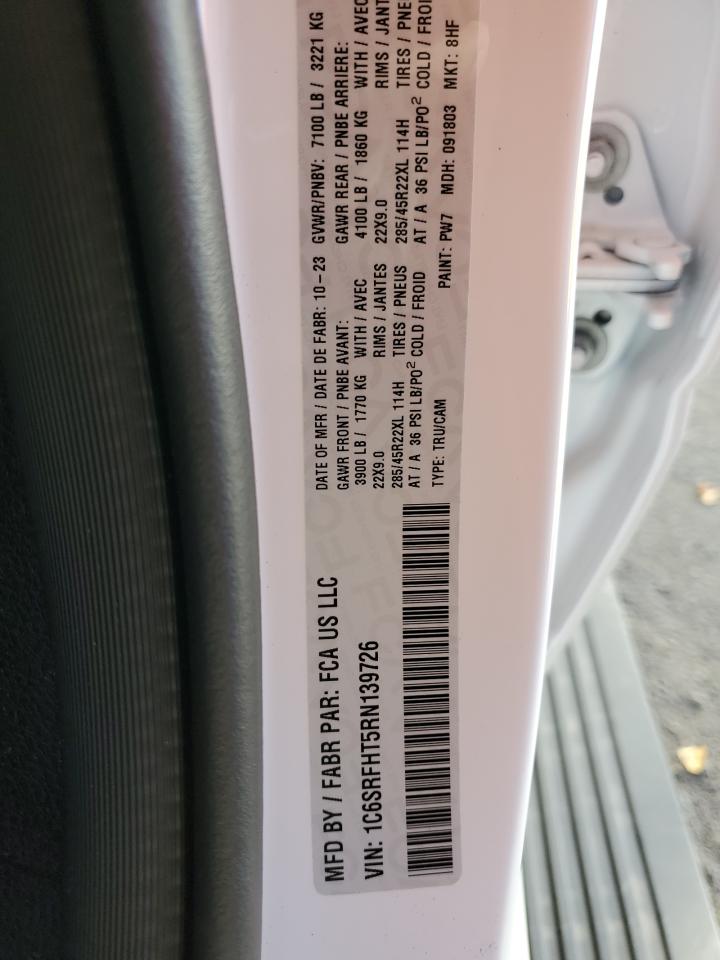 MFD BY / FABR PAR: FCA US LLC
VIN: 1C6SRFHT5RN139726
DATE OF MFR / DATE DE FABR: 10-23 GVWR/PNBV: 7100 LB / 3221 KG
GAWR FRONT / PNBE AVANT: GAWR REAR / PNBE ARRIERE:
3900 LB / 1770 KG WITH / AVEC 4100 LB / 1860 KG WITH / AVEC
22X9.0 RIMS / JANTES 22X9.0 RIMS /
285/45R22XL 114H TIRES / PNEUS 285/45R22XL 114H TIRES /
AT / A 36 PSI LB/PO² COLD / FROID AT / A 36 PSI LB/PO² COLD /
TYPE: TRU/CAM PAINT: PW7 MDH: 091803 MKT: 8HF